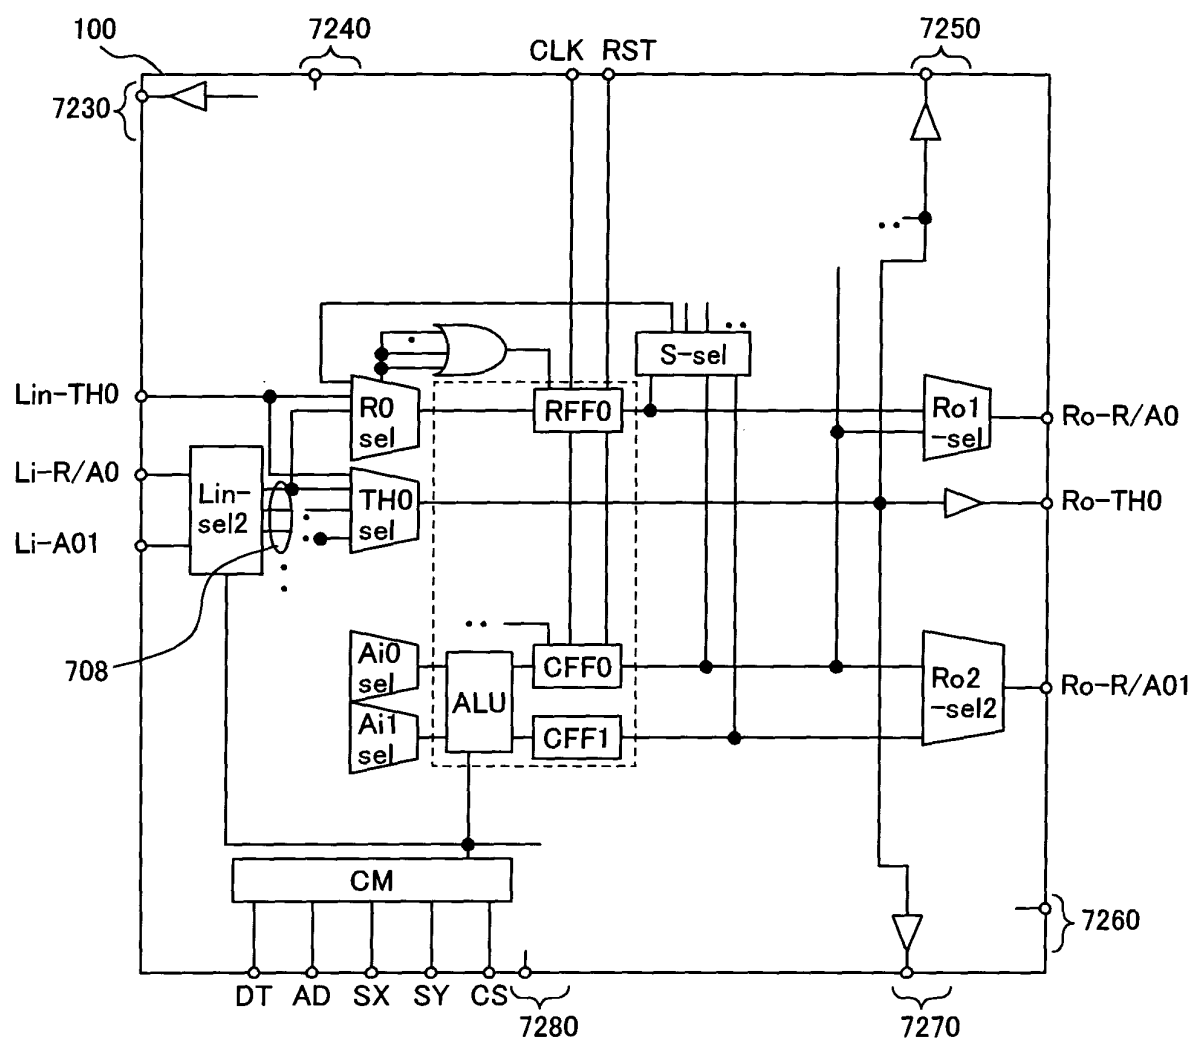 100
7240
CLK RST
7250
7230
S-sel
Lin-TH0
R0
sel
RFF0
Ro1
-sel
Ro-R/A0
Li-R/A0
Lin-
sel2
TH0
sel
Ro-TH0
Li-A01
708
Ai0
sel
ALU
CFF0
Ro2
-sel2
Ro-R/A01
Ai1
sel
CFF1
CM
7260
DT AD SX SY CS
7280
7270